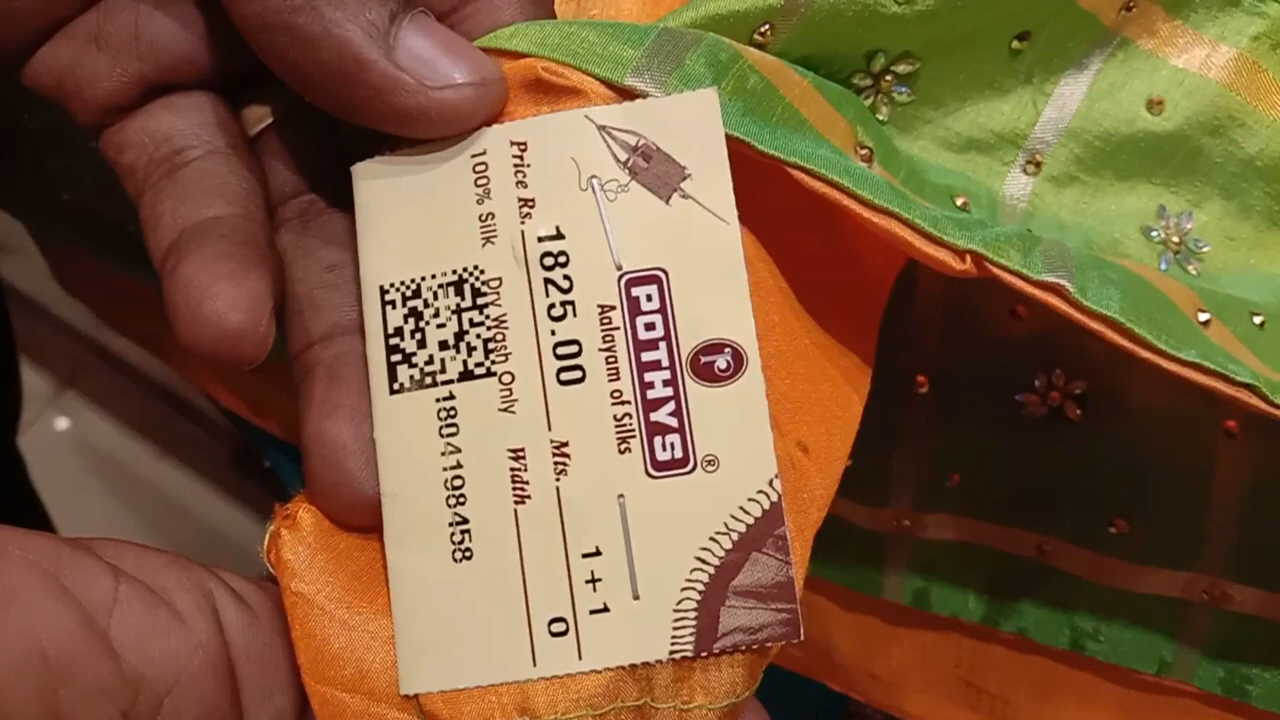 P
POTHYS ®
Aalayam of Silks
Price Rs. 1825.00 Mts. 1+1
100% Silk Dry Wash Only Width 0
1804198458